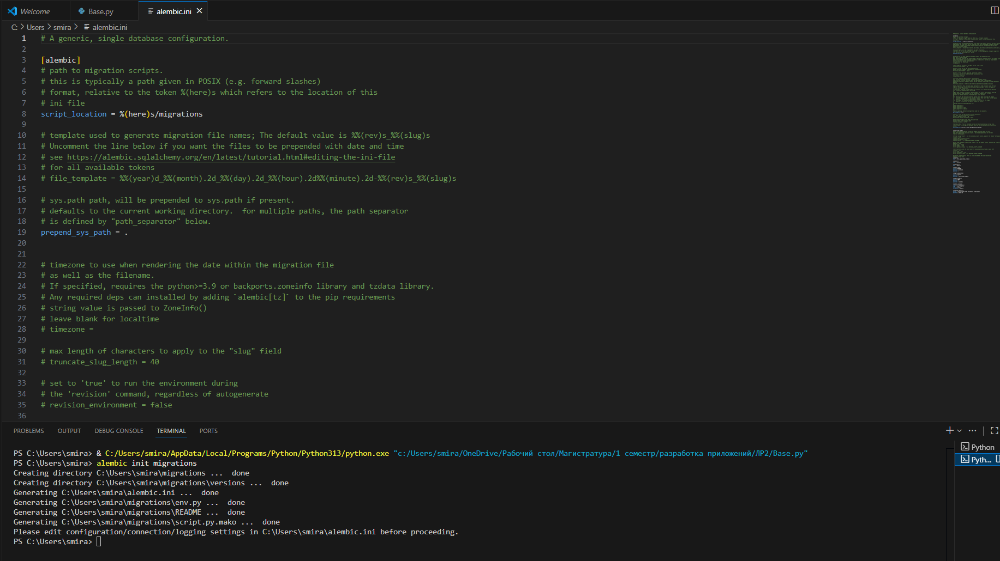 Welcome
Base.py
alembic.ini
C: > Users > smira > alembic.ini
1 # A generic, single database configuration.
2
3 [alembic]
4 # path to migration scripts.
5 # this is typically a path given in POSIX (e.g. forward slashes)
6 # format, relative to the token %(here)s which refers to the location of this
7 # ini file
8 script_location = %(here)s/migrations
9
10 # template used to generate migration file names; The default value is %%(rev)s_%%(slug)s
11 # Uncomment the line below if you want the files to be prepended with date and time
12 # see https://alembic.sqlalchemy.org/en/latest/tutorial.html#editing-the-ini-file
13 # for all available tokens
14 # file_template = %%(year)d_%%(month).2d_%%(day).2d_%%(hour).2d%%(minute).2d-%%(rev)s_%%(slug)s
15
16 # sys.path path, will be prepended to sys.path if present.
17 # defaults to the current working directory.  for multiple paths, the path separator
18 # is defined by "path_separator" below.
19 prepend_sys_path = .
20
21
22 # timezone to use when rendering the date within the migration file
23 # as well as the filename.
24 # If specified, requires the python>=3.9 or backports.zoneinfo library and tzdata library.
25 # Any required deps can installed by adding `alembic[tz]` to the pip requirements
26 # string value is passed to ZoneInfo()
27 # leave blank for localtime
28 # timezone =
29
30 # max length of characters to apply to the "slug" field
31 # truncate_slug_length = 40
32
33 # set to 'true' to run the environment during
34 # the 'revision' command, regardless of autogenerate
35 # revision_environment = false
36
PROBLEMS OUTPUT DEBUG CONSOLE TERMINAL PORTS
PS C:\Users\smira> & C:/Users/smira/AppData/Local/Programs/Python/Python313/python.exe "c:/Users/smira/OneDrive/Рабочий стол/Магистратура/1 семестр/разработка приложений/ЛР2/Base.py"
PS C:\Users\smira> alembic init migrations
Creating directory C:\Users\smira\migrations ...  done
Creating directory C:\Users\smira\migrations\versions ...  done
Generating C:\Users\smira\alembic.ini ...  done
Generating C:\Users\smira\migrations\env.py ...  done
Generating C:\Users\smira\migrations\README ...  done
Generating C:\Users\smira\migrations\script.py.mako ...  done
Please edit configuration/connection/logging settings in C:\Users\smira\alembic.ini before proceeding.
PS C:\Users\smira>
Python
Pyth...